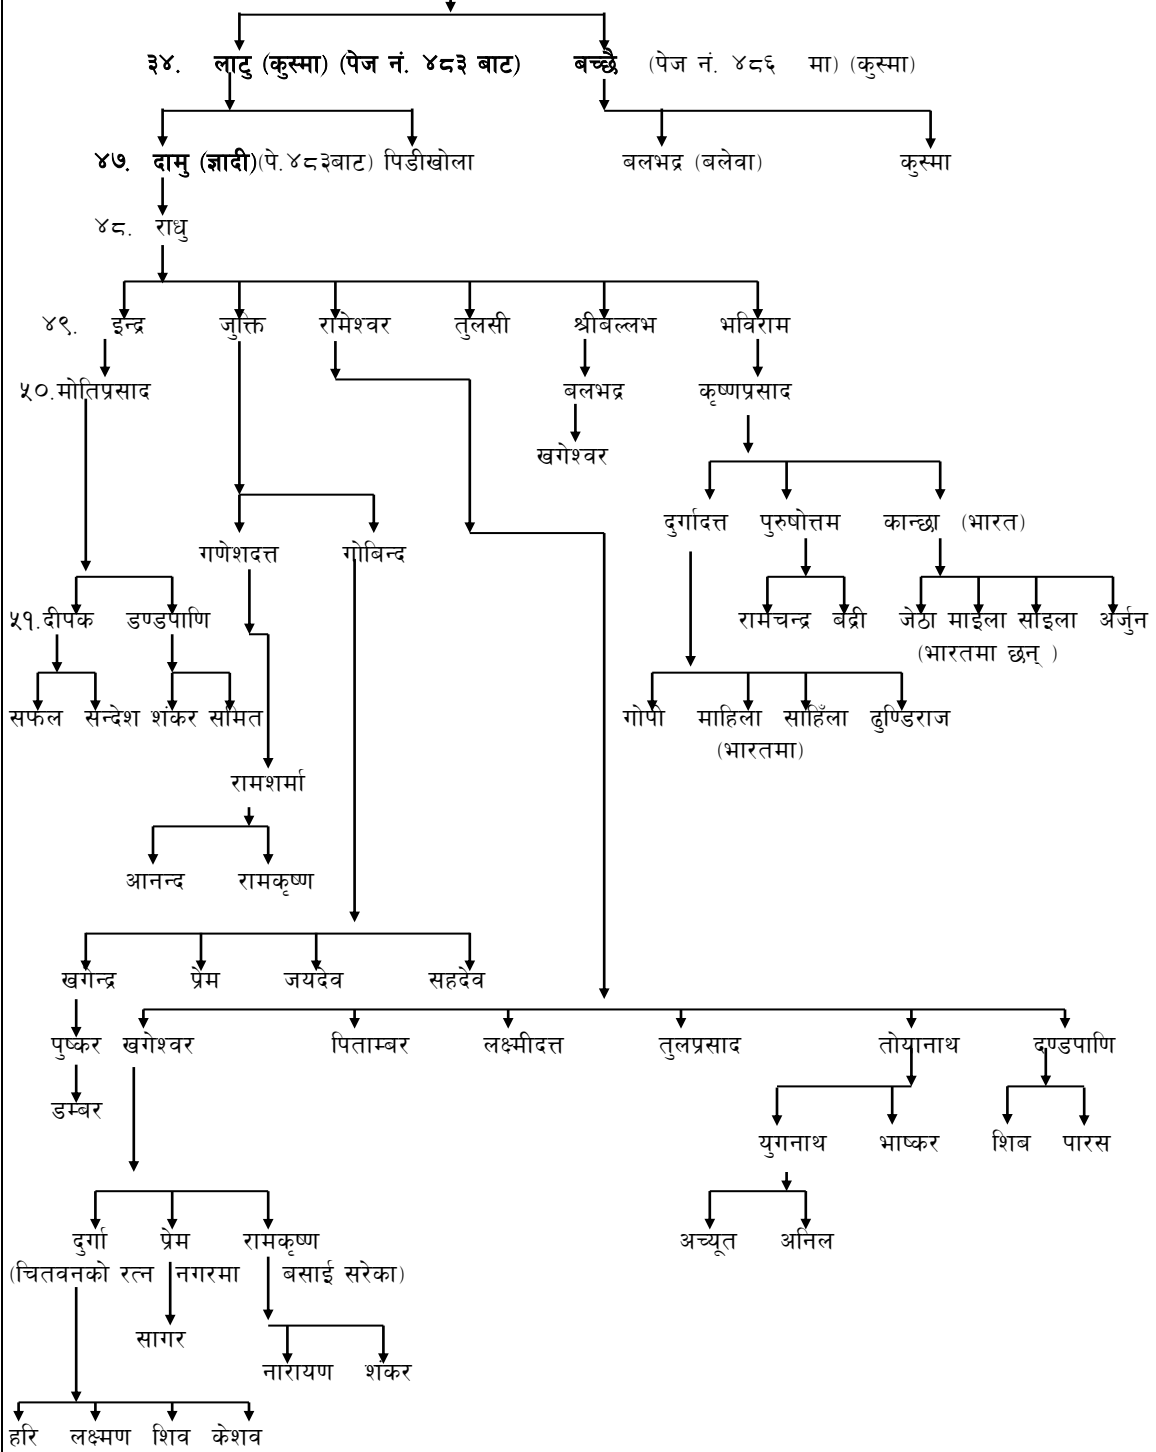 ३४. लाटु (कुस्मा) (पेज नं. ४८३ बाट) बच्छै (पेज नं. ४८६ मा) (कुस्मा)
४७. दामु (ज्ञादी)(पे.४८३बाट) पिडीखोला बलभद्र (बलेवा) कुस्मा
४८. राधु
४९. इन्द्र जुक्ति रामेश्वर तुलसी श्रीबल्लभ भविराम
५०.मोतिप्रसाद बलभद्र कृष्णप्रसाद
खगेश्वर
दुर्गादत्त पुरुषोत्तम कान्छा (भारत)
गणेशदत्त गोबिन्द
५१.दीपक डण्डपाणि रामचन्द्र बद्री जेठा माइला साइला अर्जुन
(भारतमा छन् )
सफल सन्देश शंकर समित गोपी माहिला साहिँला ढुण्डिराज
(भारतमा)
रामशर्मा
आनन्द रामकृष्ण
खगेन्द्र प्रेम जयदेव सहदेव
पुष्कर खगेश्वर पिताम्बर लक्ष्मीदत्त तुलप्रसाद तोयानाथ दण्डपाणि
डम्बर
युगनाथ भाष्कर शिब पारस
दुर्गा प्रेम रामकृष्ण अच्यूत अनिल
(चितवनको रत्न नगरमा बसाई सरेका)
सागर
नारायण शंकर
हरि लक्ष्मण शिव केशव